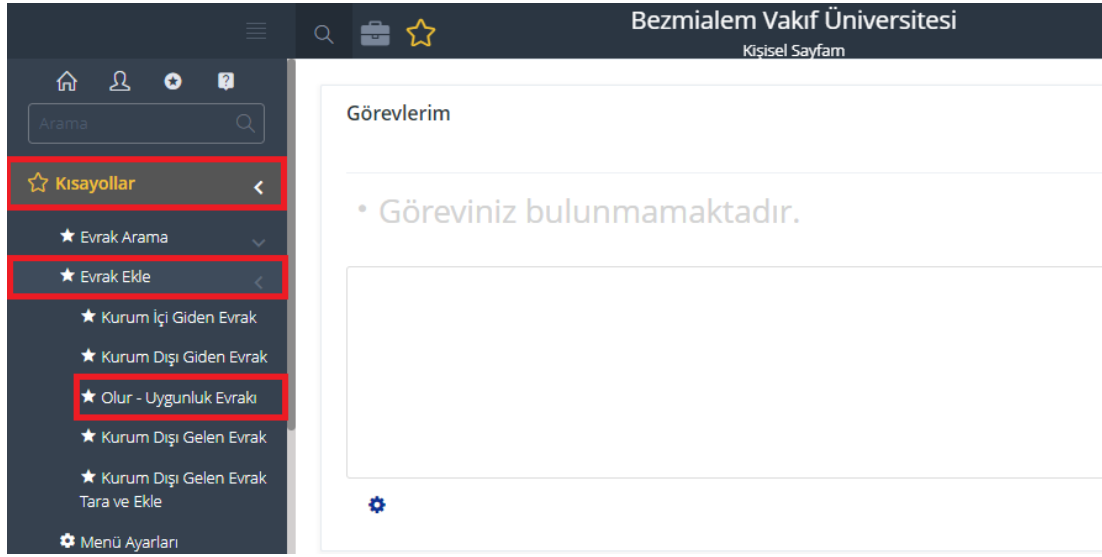 Bezmialem Vakıf Üniversitesi
Kişisel Sayfam
Arama
Kısayollar
Evrak Arama
Evrak Ekle
Kurum İçi Giden Evrak
Kurum Dışı Giden Evrak
Olur - Uygunluk Evrakı
Kurum Dışı Gelen Evrak
Kurum Dışı Gelen Evrak
Tara ve Ekle
Menü Ayarları
Görevlerim
• Göreviniz bulunmamaktadır.